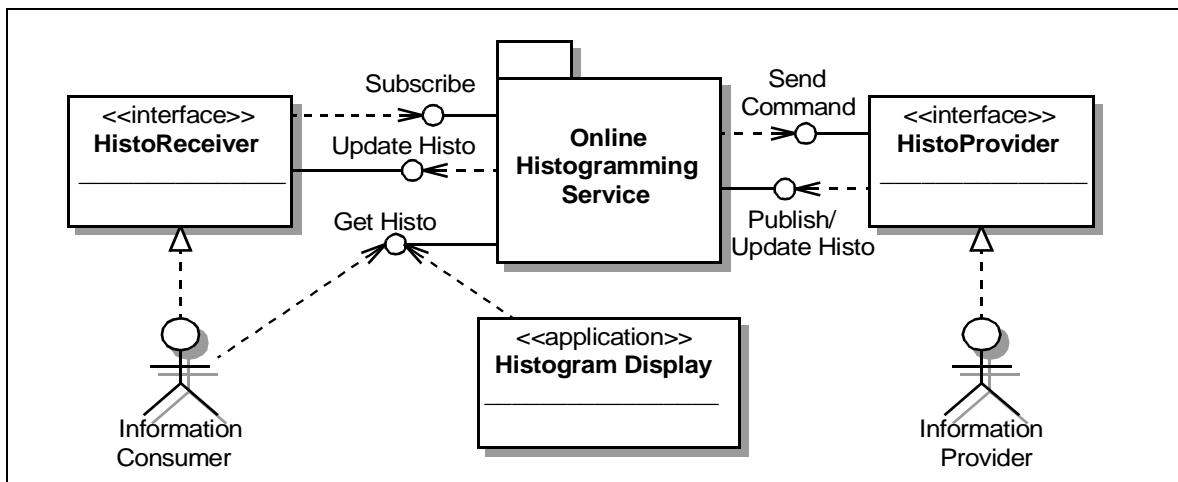 Subscribe
Send
Command
<<interface>>
HistoReceiver
Online
Histogramming
Service
<<interface>>
HistoProvider
Update Histo
Get Histo
Publish/
Update Histo
<<application>>
Histogram Display
Information
Consumer
Information
Provider